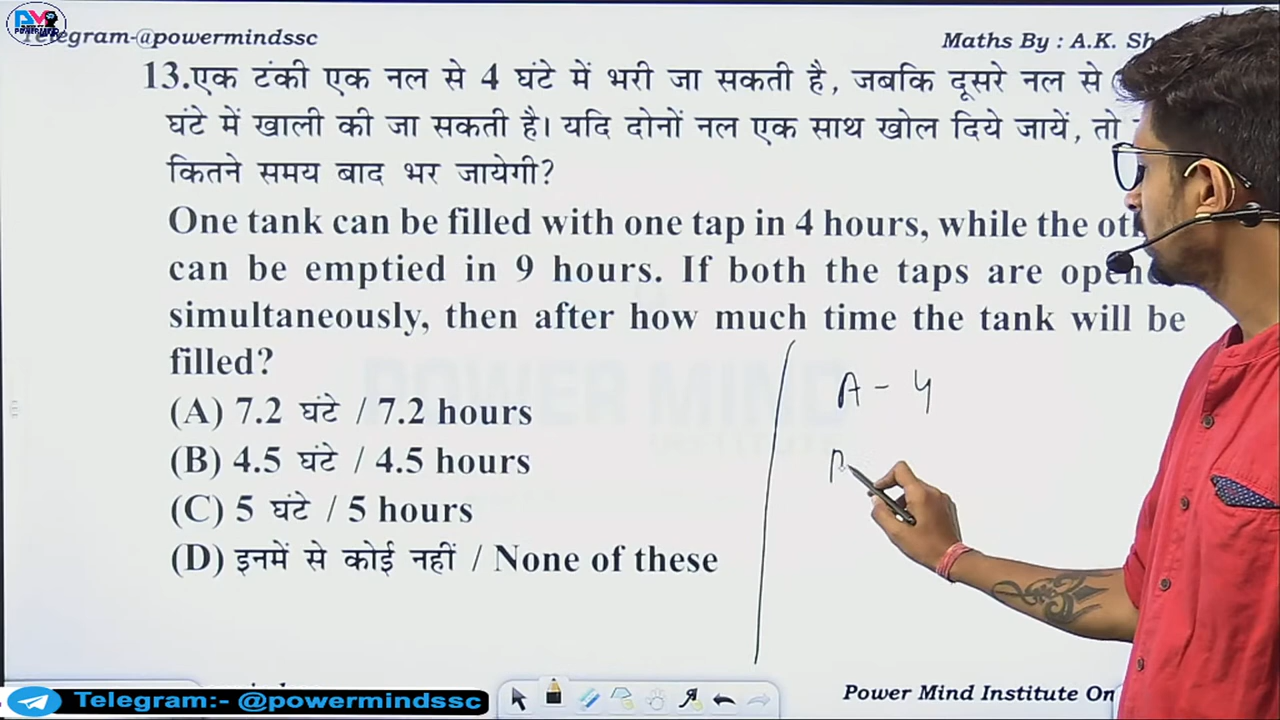 Telegram-@powermindssc
Maths By : A.K.
13.एक टंकी एक नल से 4 घंटे में भरी जा सकती है, जबकि दूसरे नल से
घंटे में खाली की जा सकती है। यदि दोनों नल एक साथ खोल दिये जायें, तो
कितने समय बाद भर जायेगी?
One tank can be filled with one tap in 4 hours, while the
can be emptied in 9 hours. If both the taps are
simultaneously, then after how much time the tank will be
filled?
(A) 7.2 घंटे / 7.2 hours
(B) 4.5 घंटे / 4.5 hours
(C) 5 घंटे / 5 hours
(D) इनमें से कोई नहीं / None of these
A - 4
POWER MIND
INSTITUTE
Telegram:- @powermindssc
Power Mind Institute